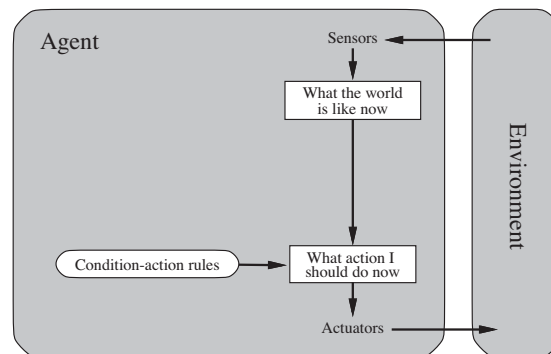 Agent
Sensors
What the world
is like now
Environment
Condition-action rules
What action I
should do now
Actuators